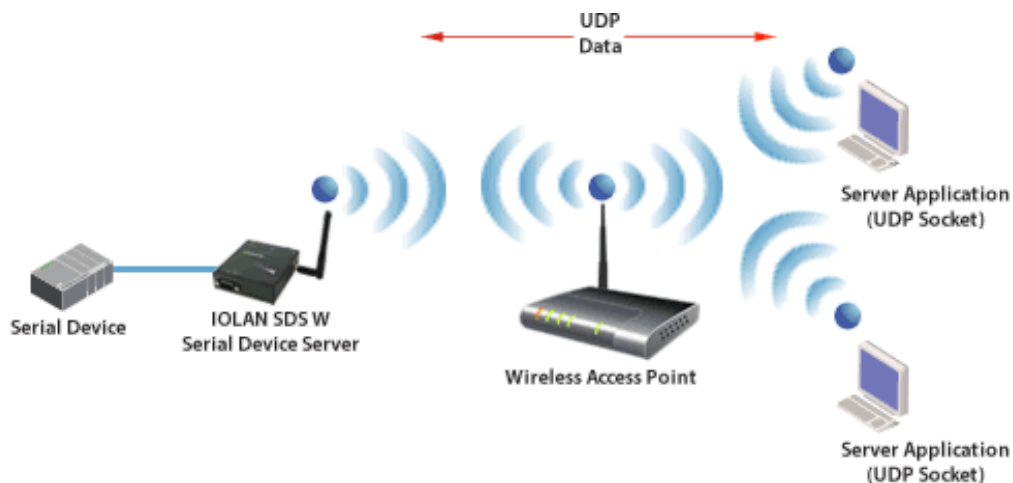 UDP
Data
Server Application
(UDP Socket)
Serial Device
IOLAN SDS W
Serial Device Server
Wireless Access Point
Server Application
(UDP Socket)